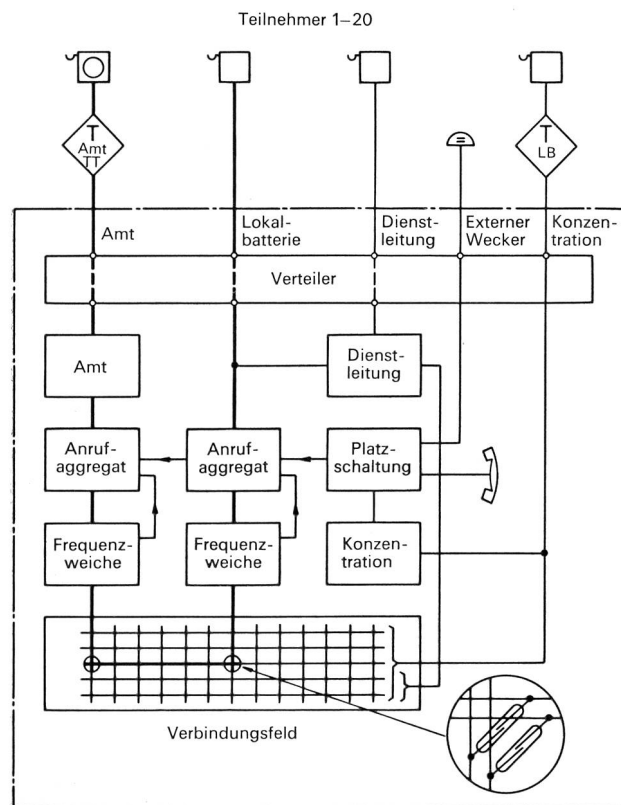 Teilnehmer 1–20
T
Amt
TT
T
LB
Amt
Lokal-
batterie
Dienst-
leitung
Externer
Wecker
Konzen-
tration
Verteiler
Amt
Dienst-
leitung
Anruf-
aggregat
Anruf-
aggregat
Platz-
schaltung
Frequenz-
weiche
Frequenz-
weiche
Konzen-
tration
Verbindungsfeld